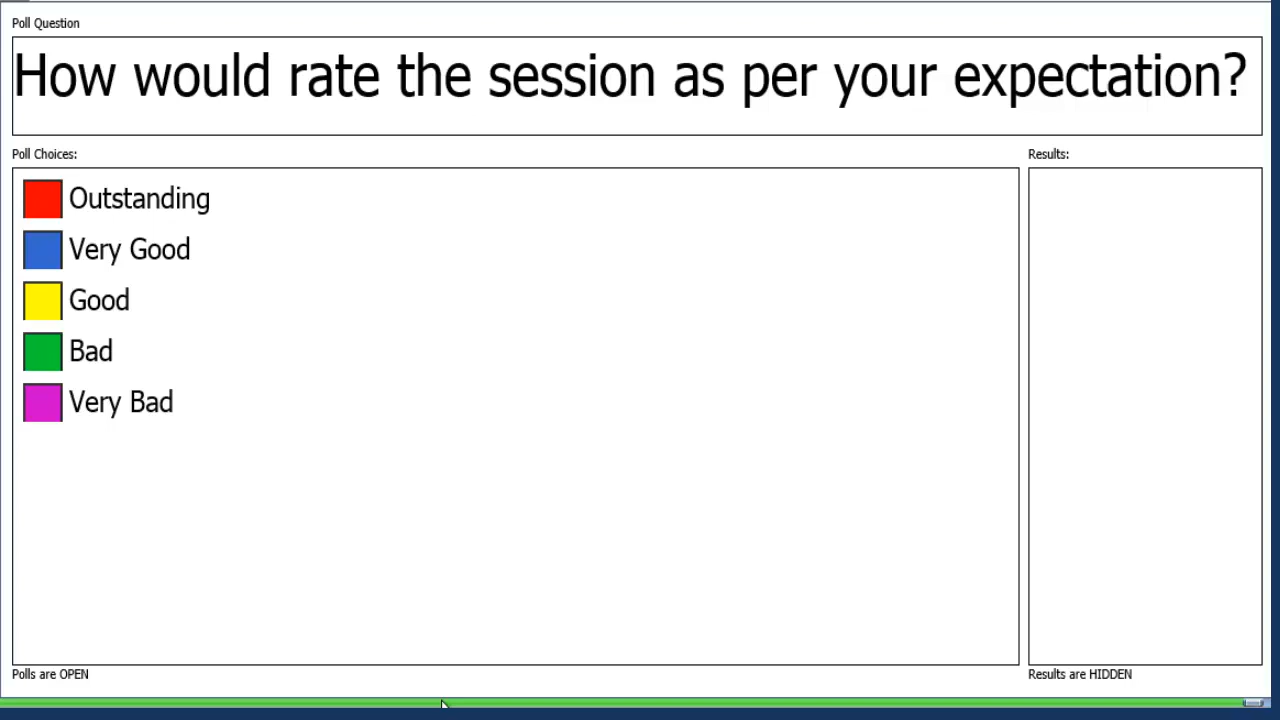 Poll Question
How would rate the session as per your expectation?
Poll Choices:
Results:
Outstanding
Very Good
Good
Bad
Very Bad
Polls are OPEN
Results are HIDDEN